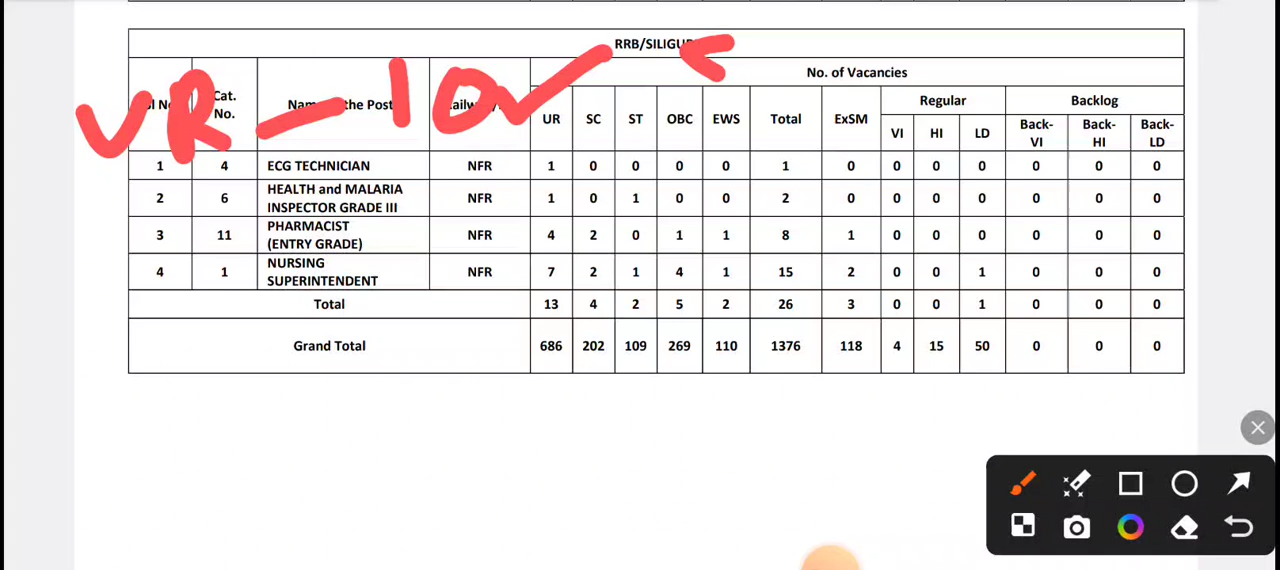 RRB/SILIGU
No. of Vacancies
Cat. No.
UR SC ST OBC EWS Total ExSM Regular Backlog
VI HI LD Back-VI Back-HI Back-LD
1 4 ECG TECHNICIAN NFR 1 0 0 0 0 1 0 0 0 0 0 0 0
2 6 HEALTH and MALARIA INSPECTOR GRADE III NFR 1 0 1 0 0 2 0 0 0 0 0 0 0
3 11 PHARMACIST (ENTRY GRADE) NFR 4 2 0 1 1 8 1 0 0 0 0 0 0
4 1 NURSING SUPERINTENDENT NFR 7 2 1 4 1 15 2 0 0 1 0 0 0
Total 13 4 2 5 2 26 3 0 0 1 0 0 0
Grand Total 686 202 109 269 110 1376 118 4 15 50 0 0 0
UR - 10